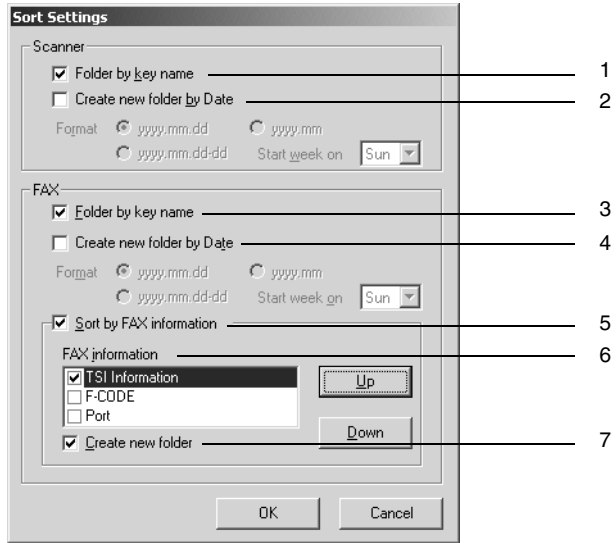 Sort Settings
Scanner
Folder by key name 1
Create new folder by Date 2
Format yyyy.mm.dd yyyy.mm
yyyy.mm.dd-dd Start week on Sun
FAX
Folder by key name 3
Create new folder by Date 4
Format yyyy.mm.dd yyyy.mm
yyyy.mm.dd-dd Start week on Sun
Sort by FAX information 5
FAX information 6
TSI Information Up
F-CODE
Port Down
Create new folder 7
OK Cancel